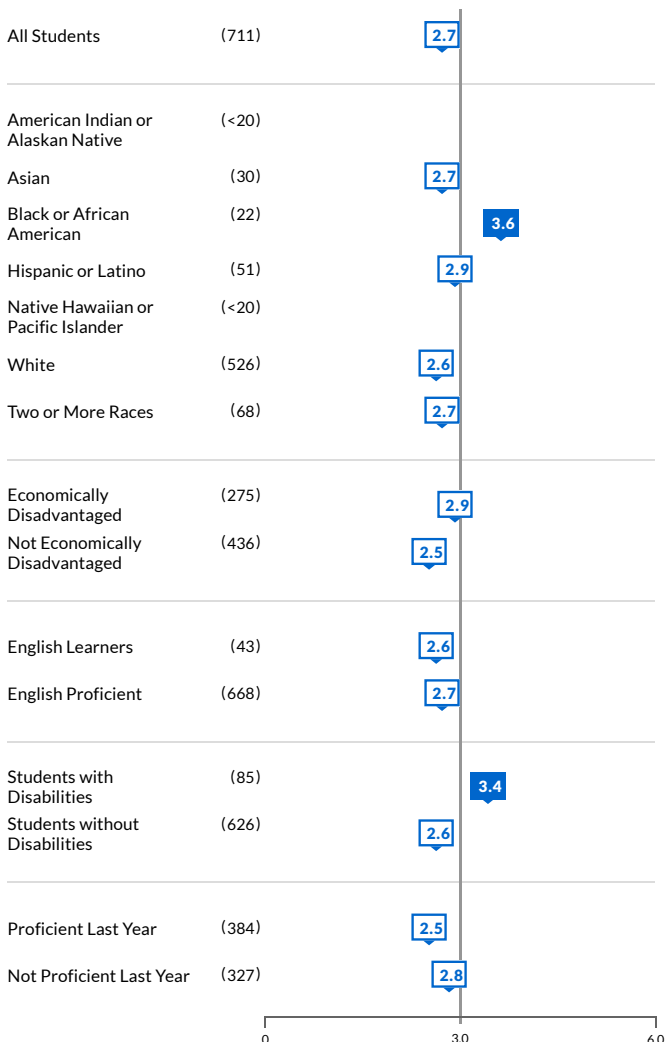 All Students (711) 2.7
American Indian or (<20)
Alaskan Native
Asian (30) 2.7
Black or African (22) 3.6
American
Hispanic or Latino (51) 2.9
Native Hawaiian or (<20)
Pacific Islander
White (526) 2.6
Two or More Races (68) 2.7
Economically (275) 2.9
Disadvantaged
Not Economically (436) 2.5
Disadvantaged
English Learners (43) 2.6
English Proficient (668) 2.7
Students with (85) 3.4
Disabilities
Students without (626) 2.6
Disabilities
Proficient Last Year (384) 2.5
Not Proficient Last Year (327) 2.8
0 3.0 6.0